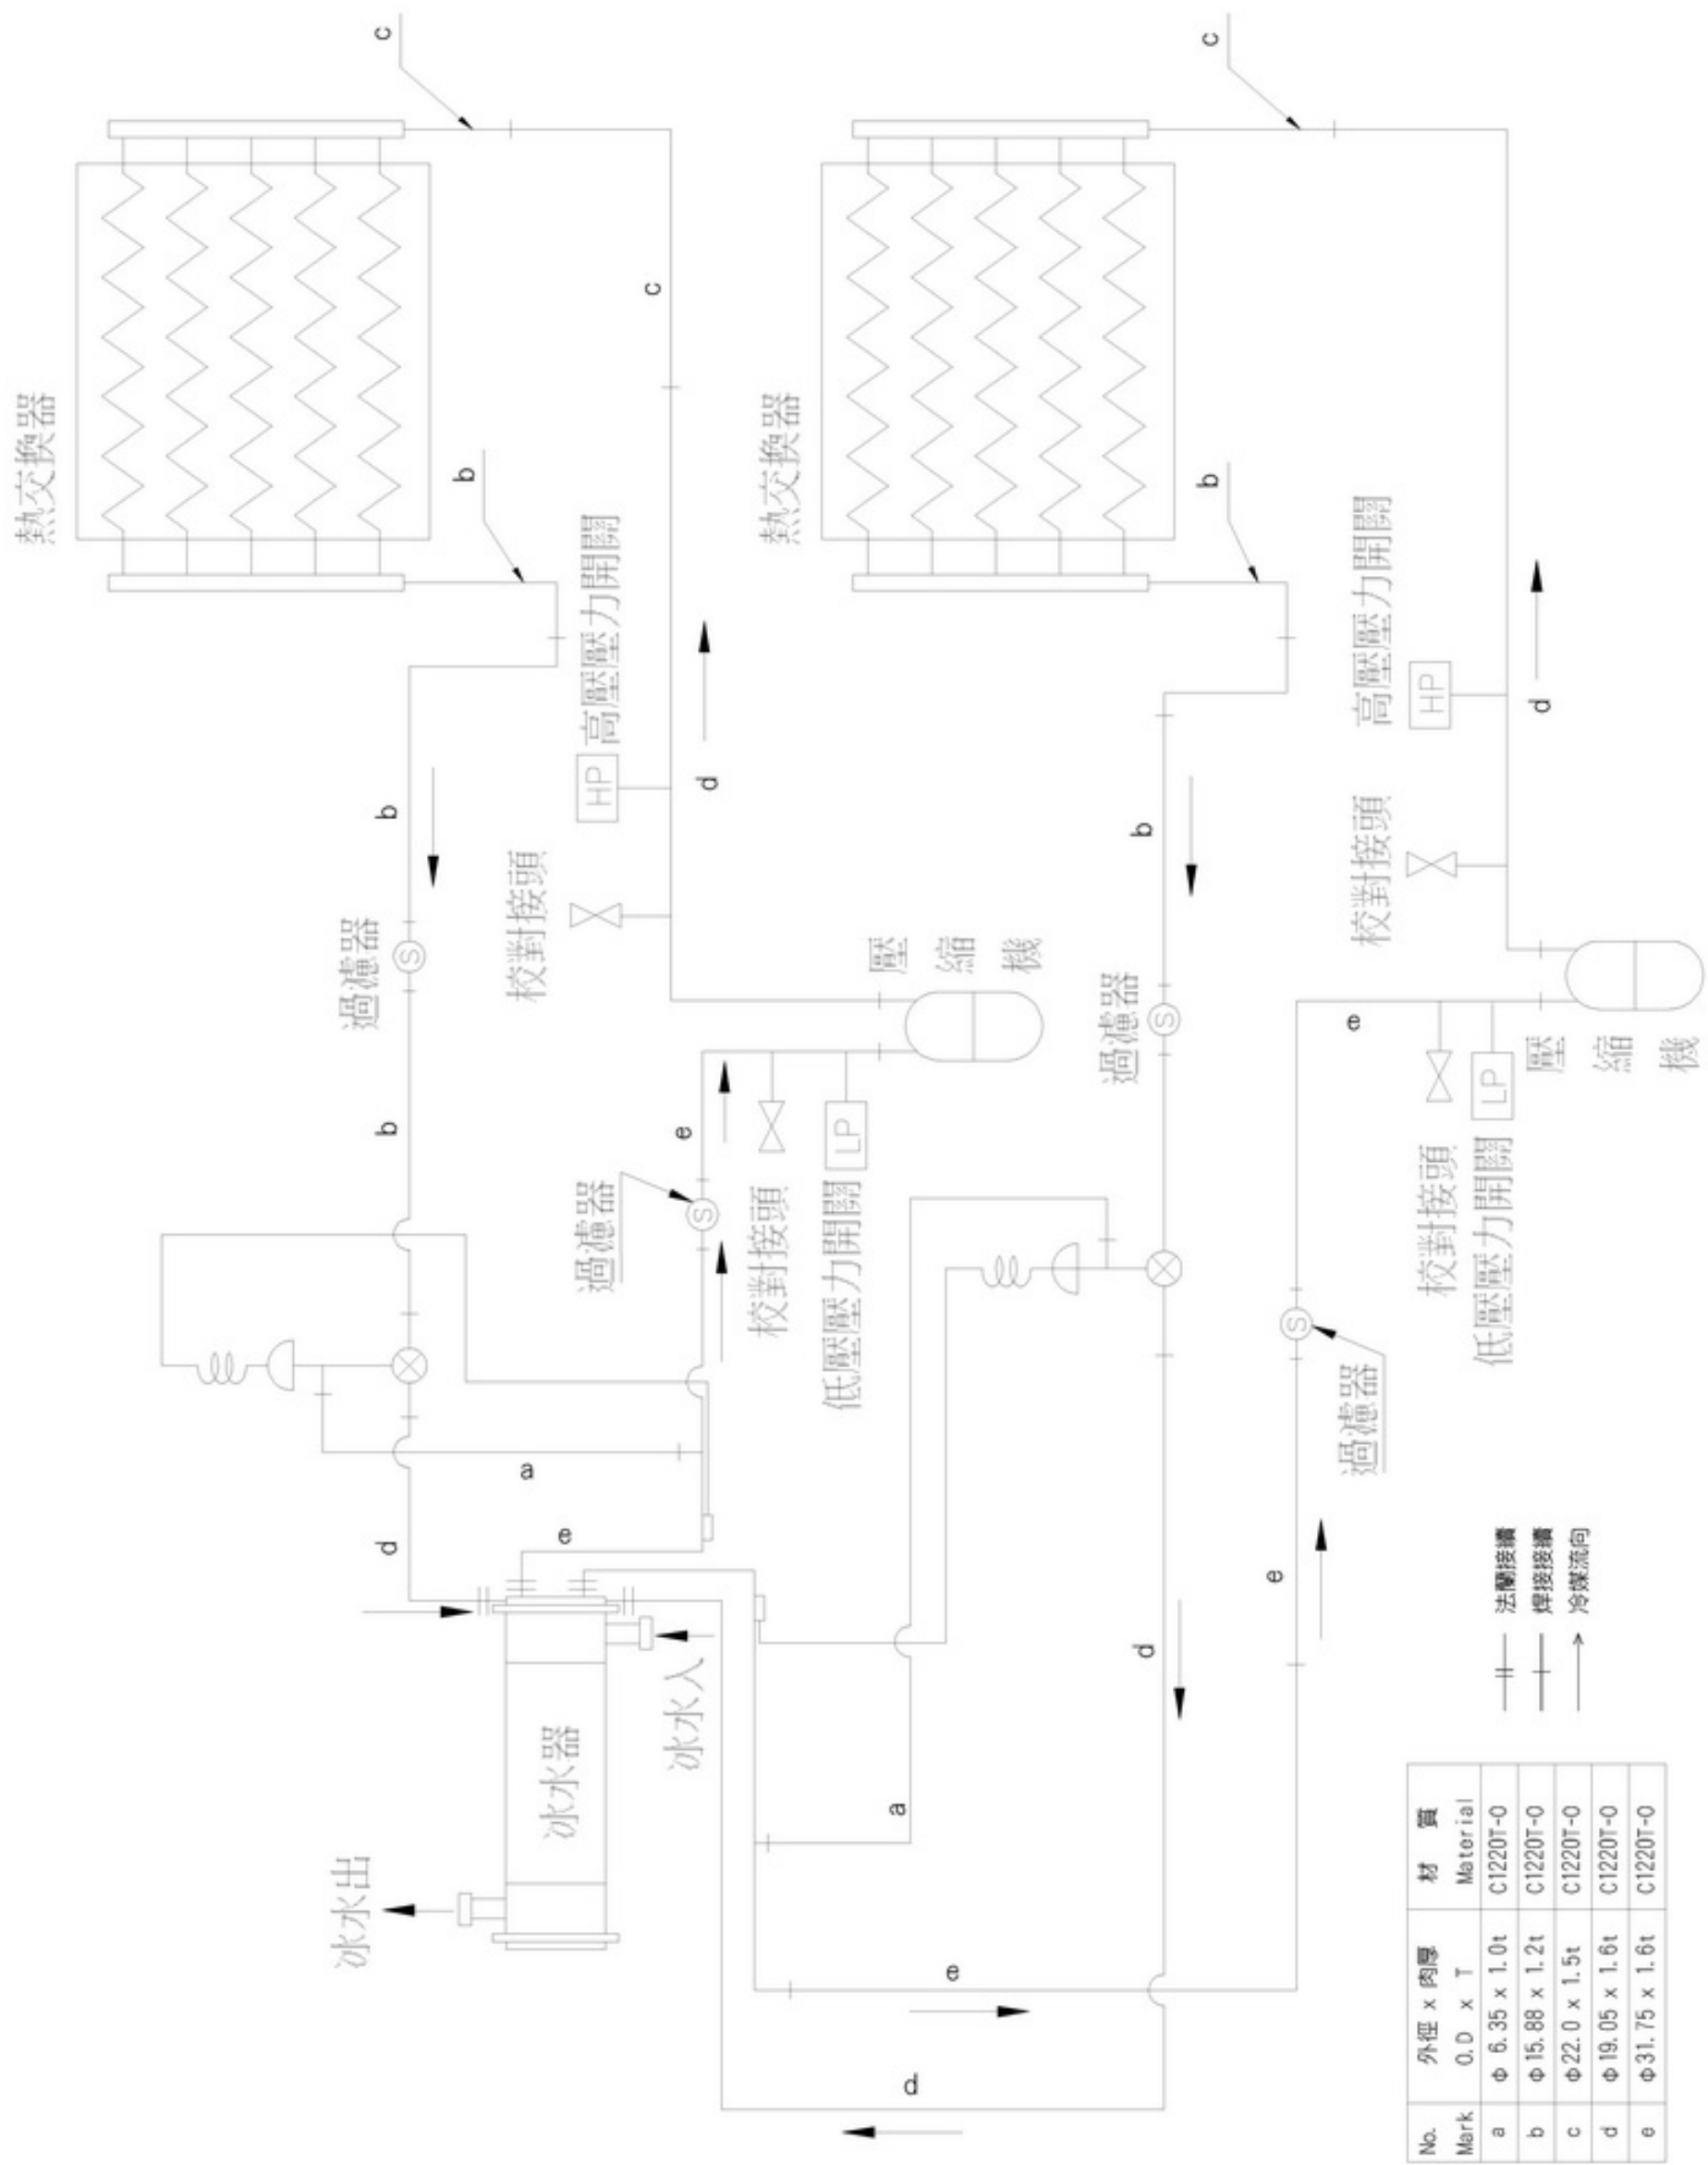 熱交換器
c
c
b
高壓壓力開關
HP
d
校對接頭
b
過濾器
b
壓縮機
e
過濾器
校對接頭
LP
低壓壓力開關
a
e
d
冰水器
冰水入
冰水出
熱交換器
c
b
高壓壓力開關
HP
d
校對接頭
b
過濾器
壓縮機
e
校對接頭
LP
低壓壓力開關
過濾器
d
a
e
e
d
法蘭接續
焊接接續
冷媒流向
No. 外徑 x 肉厚 材 質
Mark O.D x T Material
a Φ 6.35 x 1.0t C1220T-O
b Φ15.88 x 1.2t C1220T-O
c Φ22.0 x 1.5t C1220T-O
d Φ19.05 x 1.6t C1220T-O
e Φ31.75 x 1.6t C1220T-O
S
S
S
S